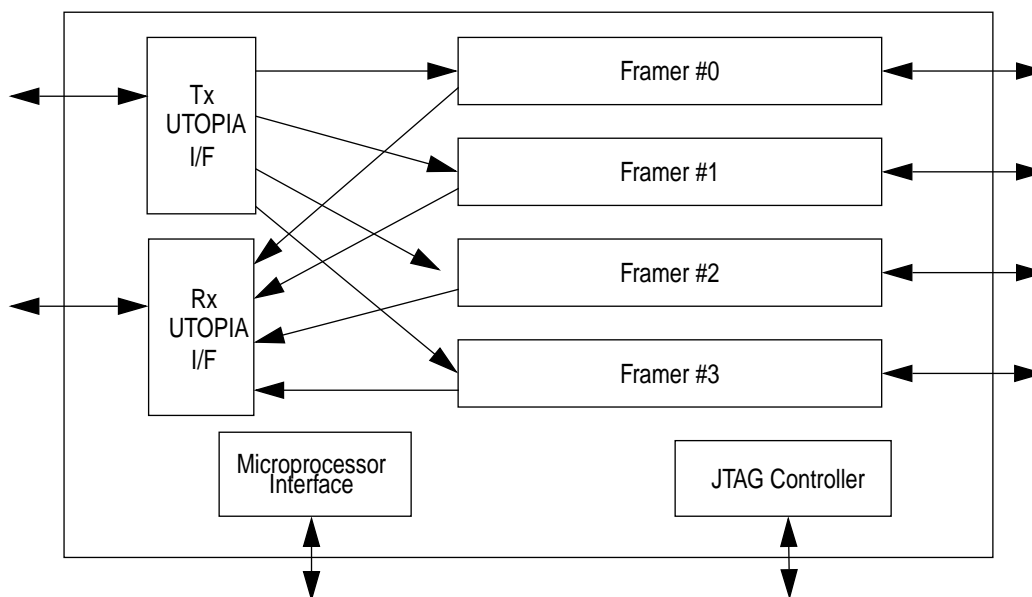 Tx
UTOPIA
I/F
Framer #0
Framer #1
Rx
UTOPIA
I/F
Framer #2
Framer #3
Microprocessor
Interface
JTAG Controller